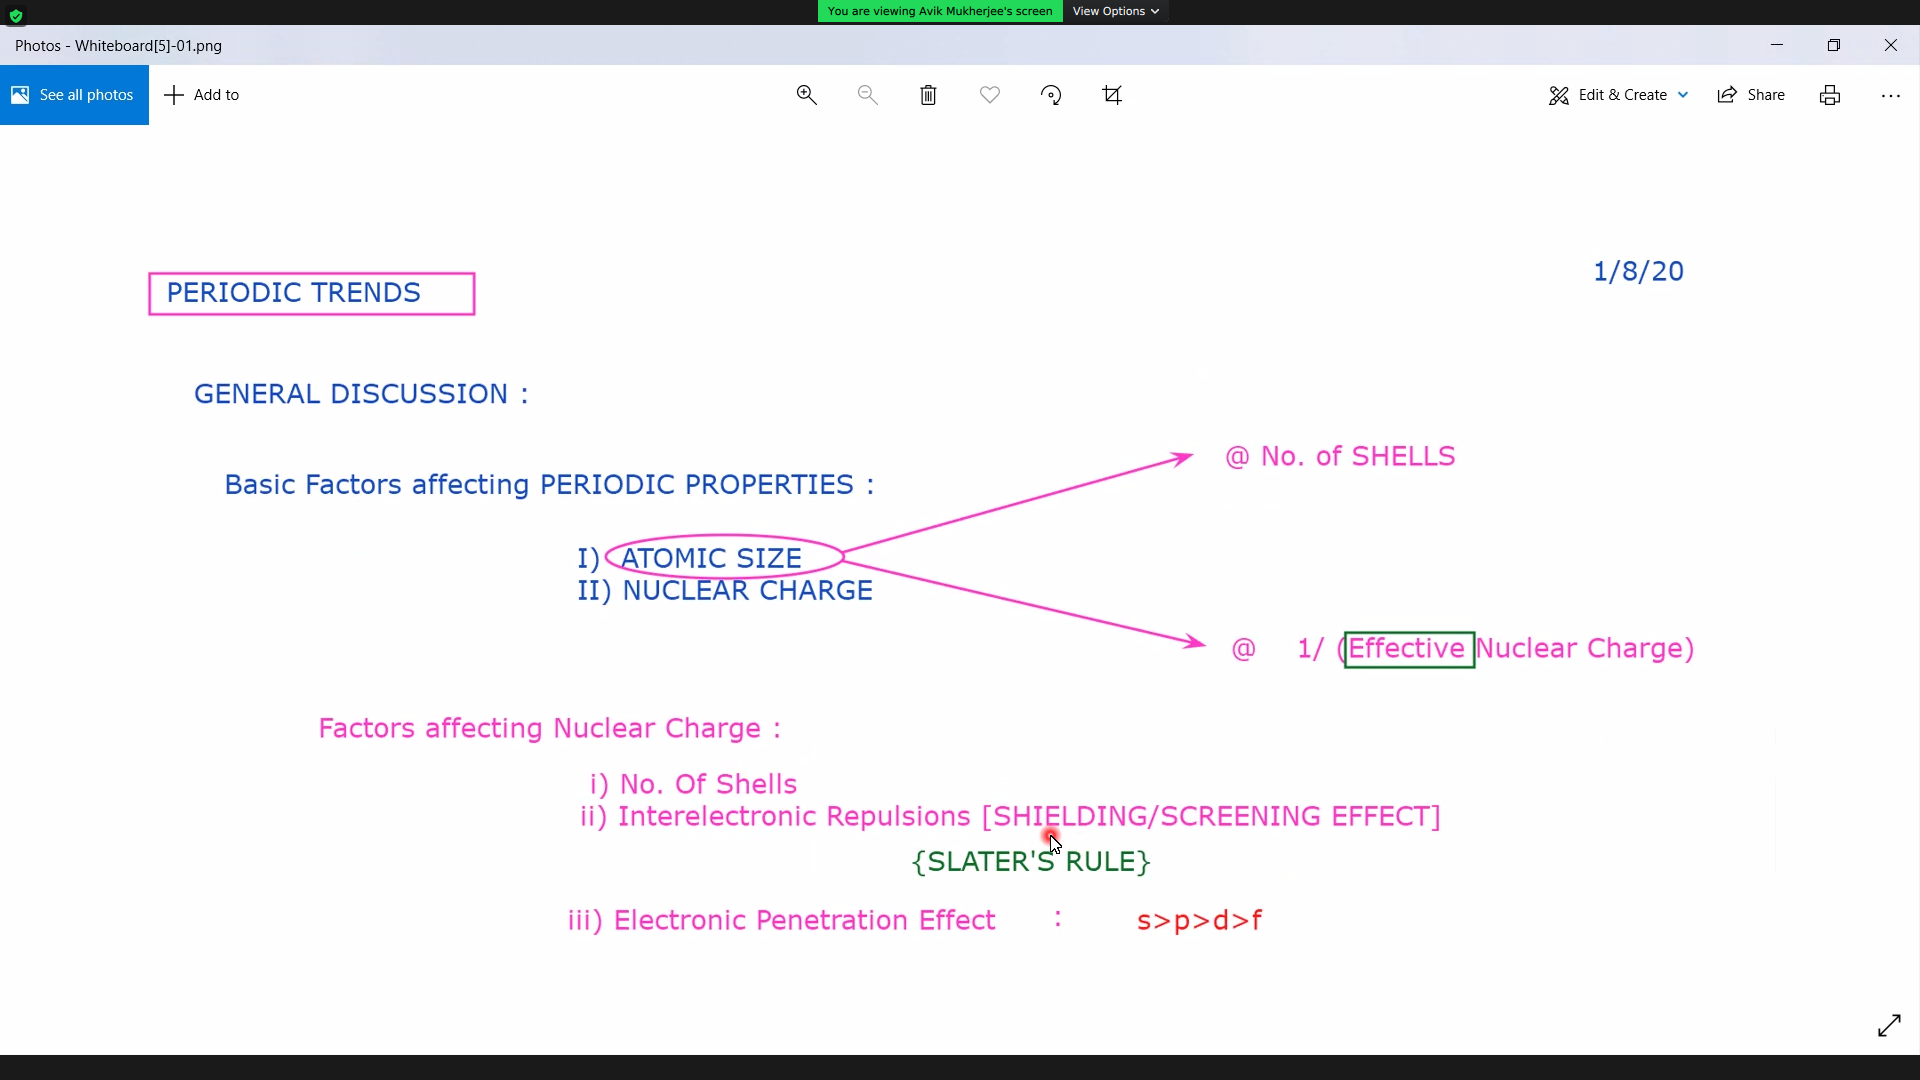 You are viewing Avik Mukherjee's screen View Options
Photos - Whiteboard[5]-01.png
See all photos Add to Edit & Create Share
1/8/20
PERIODIC TRENDS
GENERAL DISCUSSION :
@ No. of SHELLS
Basic Factors affecting PERIODIC PROPERTIES :
I) ATOMIC SIZE
II) NUCLEAR CHARGE
@ 1/ (Effective Nuclear Charge)
Factors affecting Nuclear Charge :
i) No. Of Shells
ii) Interelectronic Repulsions [SHIELDING/SCREENING EFFECT]
{SLATER'S RULE}
iii) Electronic Penetration Effect : s>p>d>f